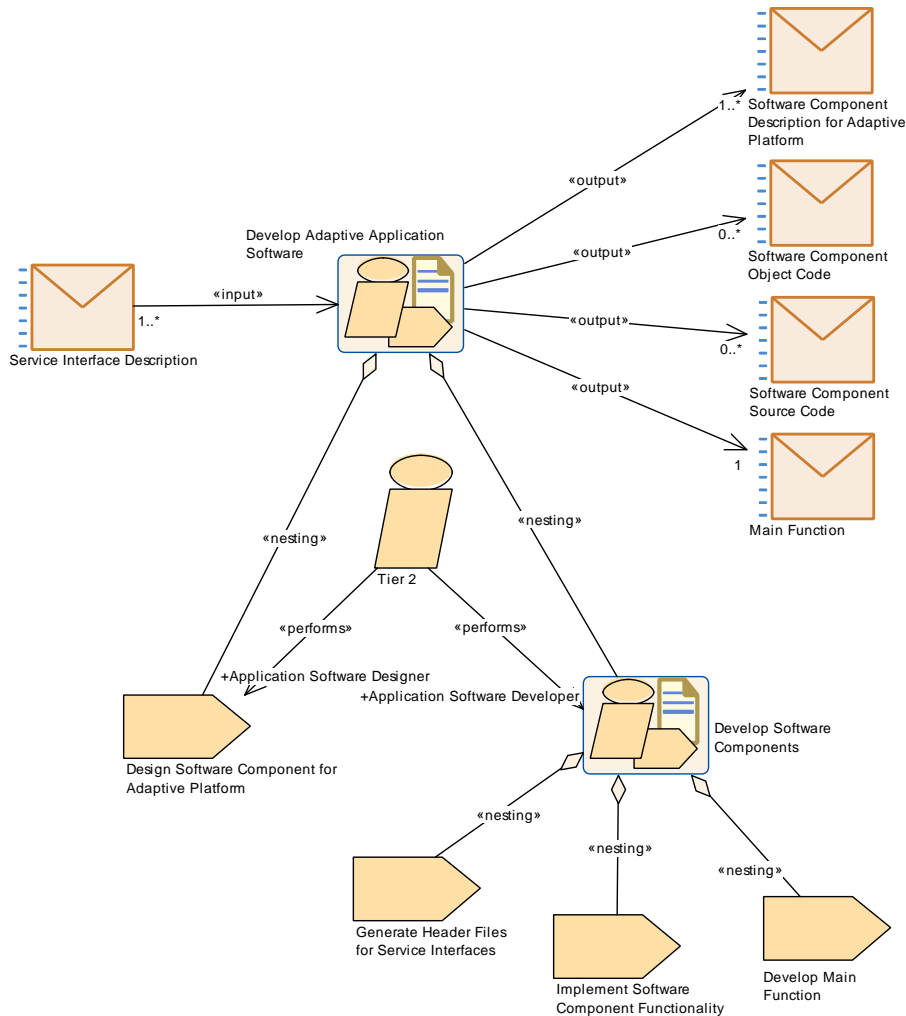 Software Component
Description for Adaptive
Platform
1..*
«output»
Software Component
Object Code
0..*
«output»
Develop Adaptive Application
Software
«input»
1..*
Service Interface Description
«output»
0..*
Software Component
Source Code
«output»
1
Main Function
«nesting»
«nesting»
Tier 2
«performs»
«performs»
+Application Software Designer
+Application Software Developer
Design Software Component for
Adaptive Platform
Develop Software
Components
«nesting»
«nesting»
«nesting»
Generate Header Files
for Service Interfaces
Implement Software
Component Functionality
Develop Main
Function